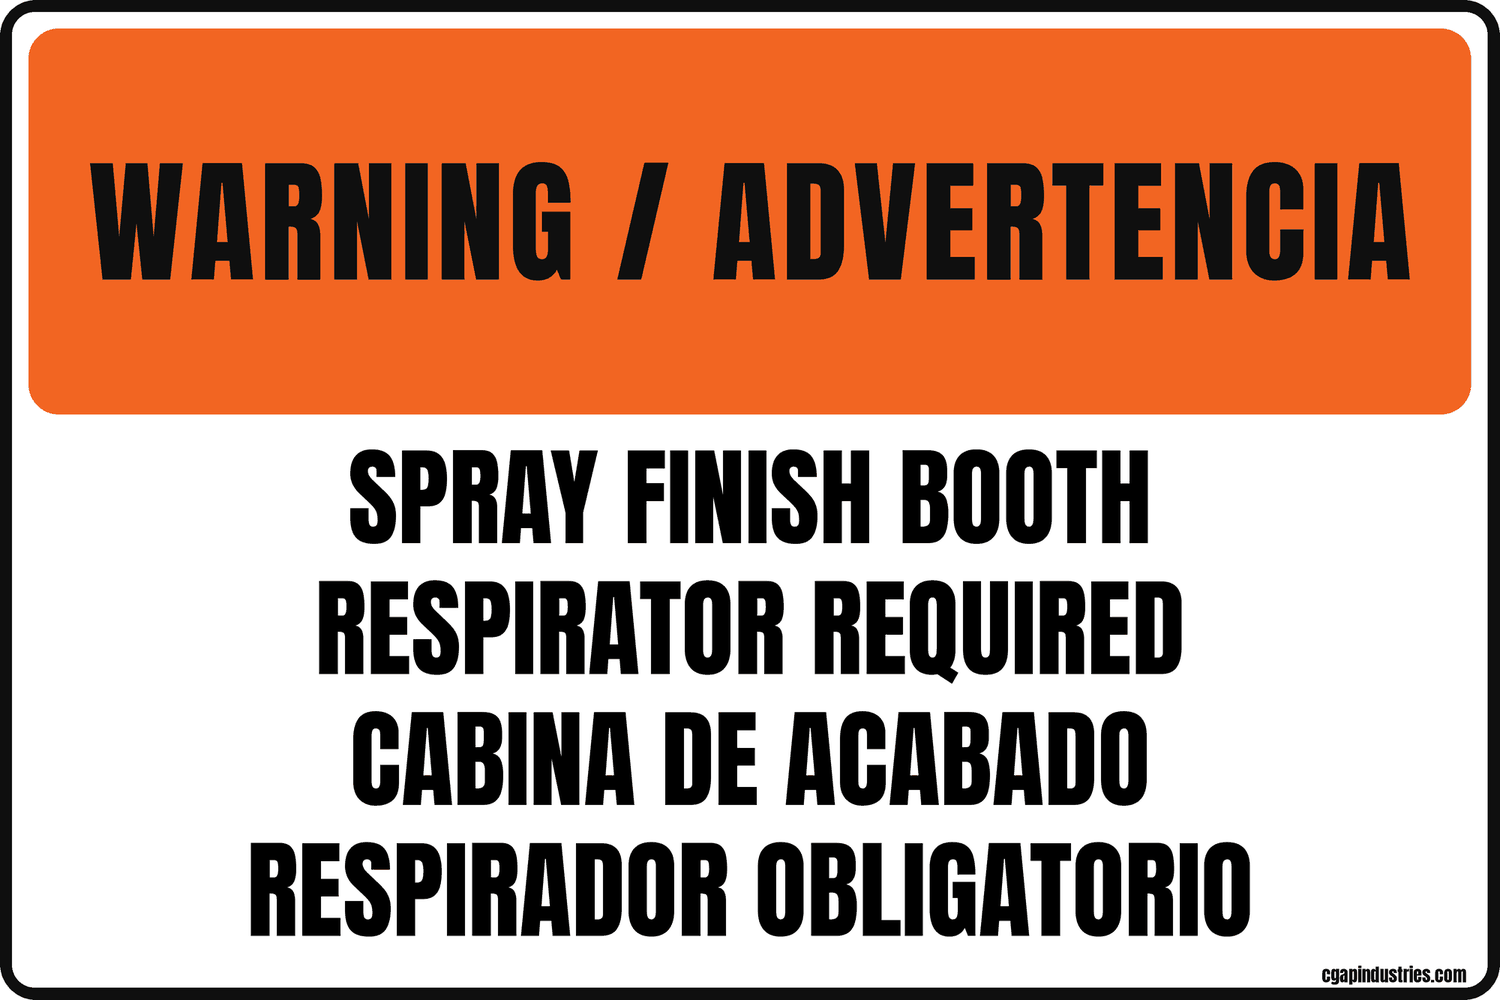 WARNING / ADVERTENCIA
SPRAY FINISH BOOTH
RESPIRATOR REQUIRED
CABINA DE ACABADO
RESPIRADOR OBLIGATORIO
cgapindustries.com